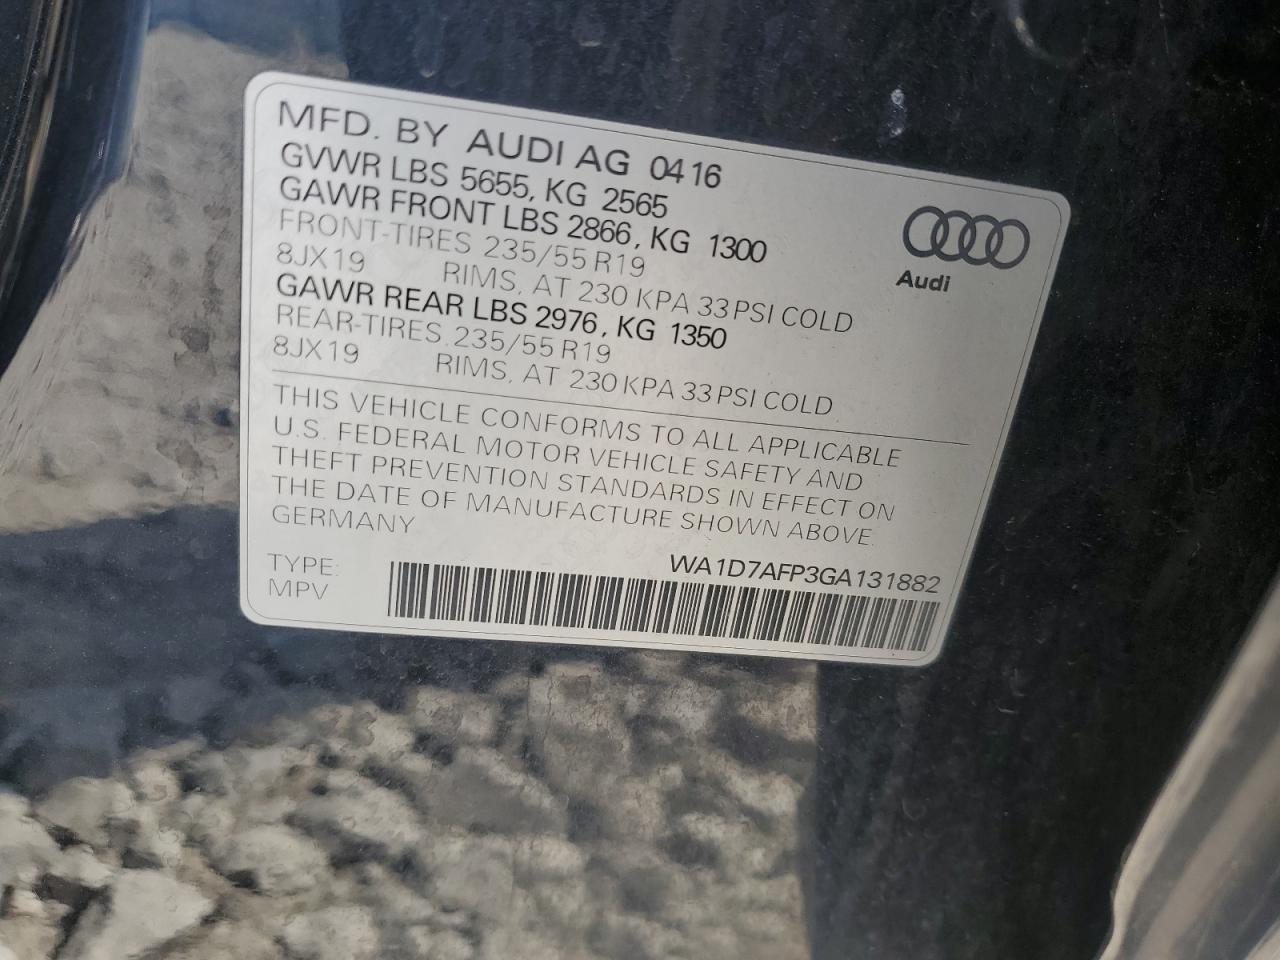 MFD. BY AUDI AG 0416
GVWR LBS 5655, KG 2565
GAWR FRONT LBS 2866, KG 1300
FRONT-TIRES 235/55 R19
8JX19 RIMS, AT 230 KPA 33 PSI COLD
GAWR REAR LBS 2976, KG 1350
REAR-TIRES 235/55 R19
8JX19 RIMS, AT 230 KPA 33 PSI COLD
Audi
THIS VEHICLE CONFORMS TO ALL APPLICABLE
U.S. FEDERAL MOTOR VEHICLE SAFETY AND
THEFT PREVENTION STANDARDS IN EFFECT ON
THE DATE OF MANUFACTURE SHOWN ABOVE.
GERMANY
WA1D7AFP3GA131882
TYPE:
MPV